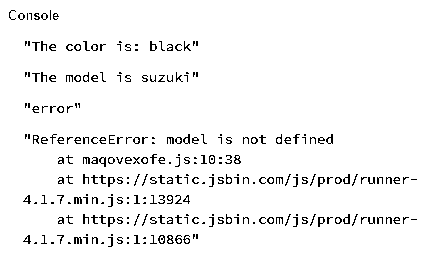 Console
"The color is: black"
"The model is suzuki"
"error"
"ReferenceError: model is not defined
at maqovexofe.js:10:38
at https://static.jsbin.com/js/prod/runner-
4.1.7.min.js:1:13924
at https://static.jsbin.com/js/prod/runner-
4.1.7.min.js:1:10866"